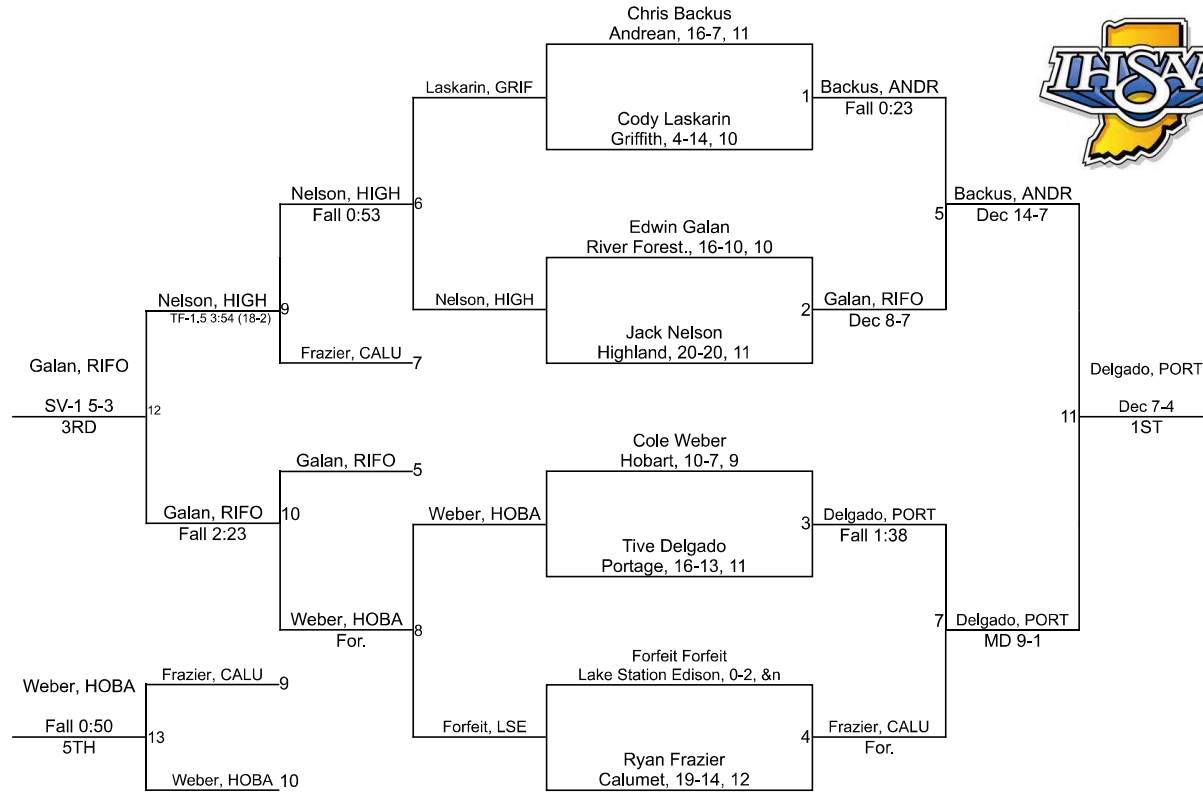 Chris Backus
Andrean, 16-7, 11
IHSAA
Laskarin, GRIF
1
Backus, ANDR
Fall 0:23
Cody Laskarin
Griffith, 4-14, 10
Nelson, HIGH
Fall 0:53
6
5
Backus, ANDR
Dec 14-7
Edwin Galan
River Forest., 16-10, 10
Nelson, HIGH
TF-1.5 3:54 (18-2)
9
Nelson, HIGH
2
Galan, RIFO
Dec 8-7
Jack Nelson
Highland, 20-20, 11
Frazier, CALU
7
Galan, RIFO
SV-1 5-3
3RD
12
11
Delgado, PORT
Dec 7-4
1ST
Cole Weber
Hobart, 10-7, 9
Galan, RIFO
5
Galan, RIFO
Fall 2:23
10
Weber, HOBA
3
Delgado, PORT
Fall 1:38
Tive Delgado
Portage, 16-13, 11
Weber, HOBA
For.
8
7
Delgado, PORT
MD 9-1
Forfeit Forfeit
Lake Station Edison, 0-2, &n
Weber, HOBA
Fall 0:50
5TH
13
Frazier, CALU
9
Forfeit, LSE
4
Frazier, CALU
For.
Ryan Frazier
Calumet, 19-14, 12
Weber, HOBA
10